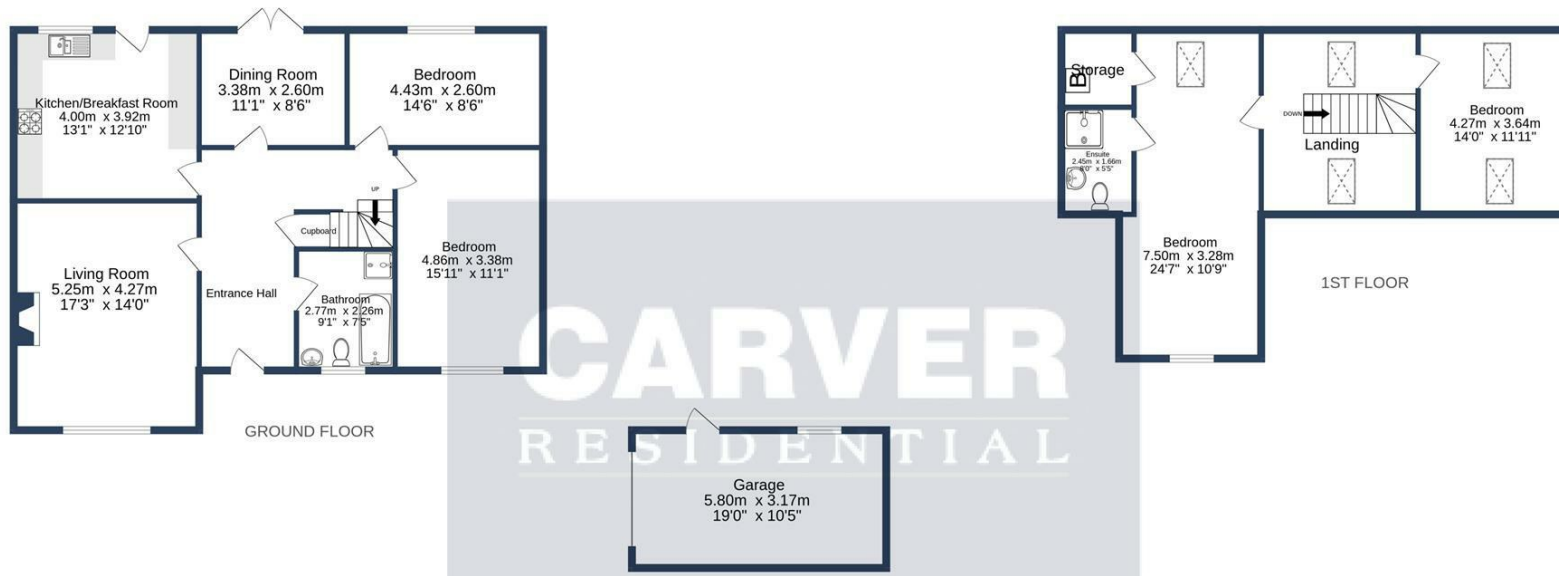 Kitchen/Breakfast Room
4.00m x 3.92m
13'1" x 12'10"
Dining Room
3.38m x 2.60m
11'1" x 8'6"
Bedroom
4.43m x 2.60m
14'6" x 8'6"
Living Room
5.25m x 4.27m
17'3" x 14'0"
Entrance Hall
UP
Cupboard
Bathroom
2.77m x 2.26m
9'1" x 7'5"
Bedroom
4.86m x 3.38m
15'11" x 11'1"
GROUND FLOOR
CARVER
RESIDENTIAL
Garage
5.80m x 3.17m
19'0" x 10'5"
Storage
B
Ensuite
2.45m x 1.66m
8'0" x 5'5"
Bedroom
7.50m x 3.28m
24'7" x 10'9"
DOWN
Landing
Bedroom
4.27m x 3.64m
14'0" x 11'11"
1ST FLOOR